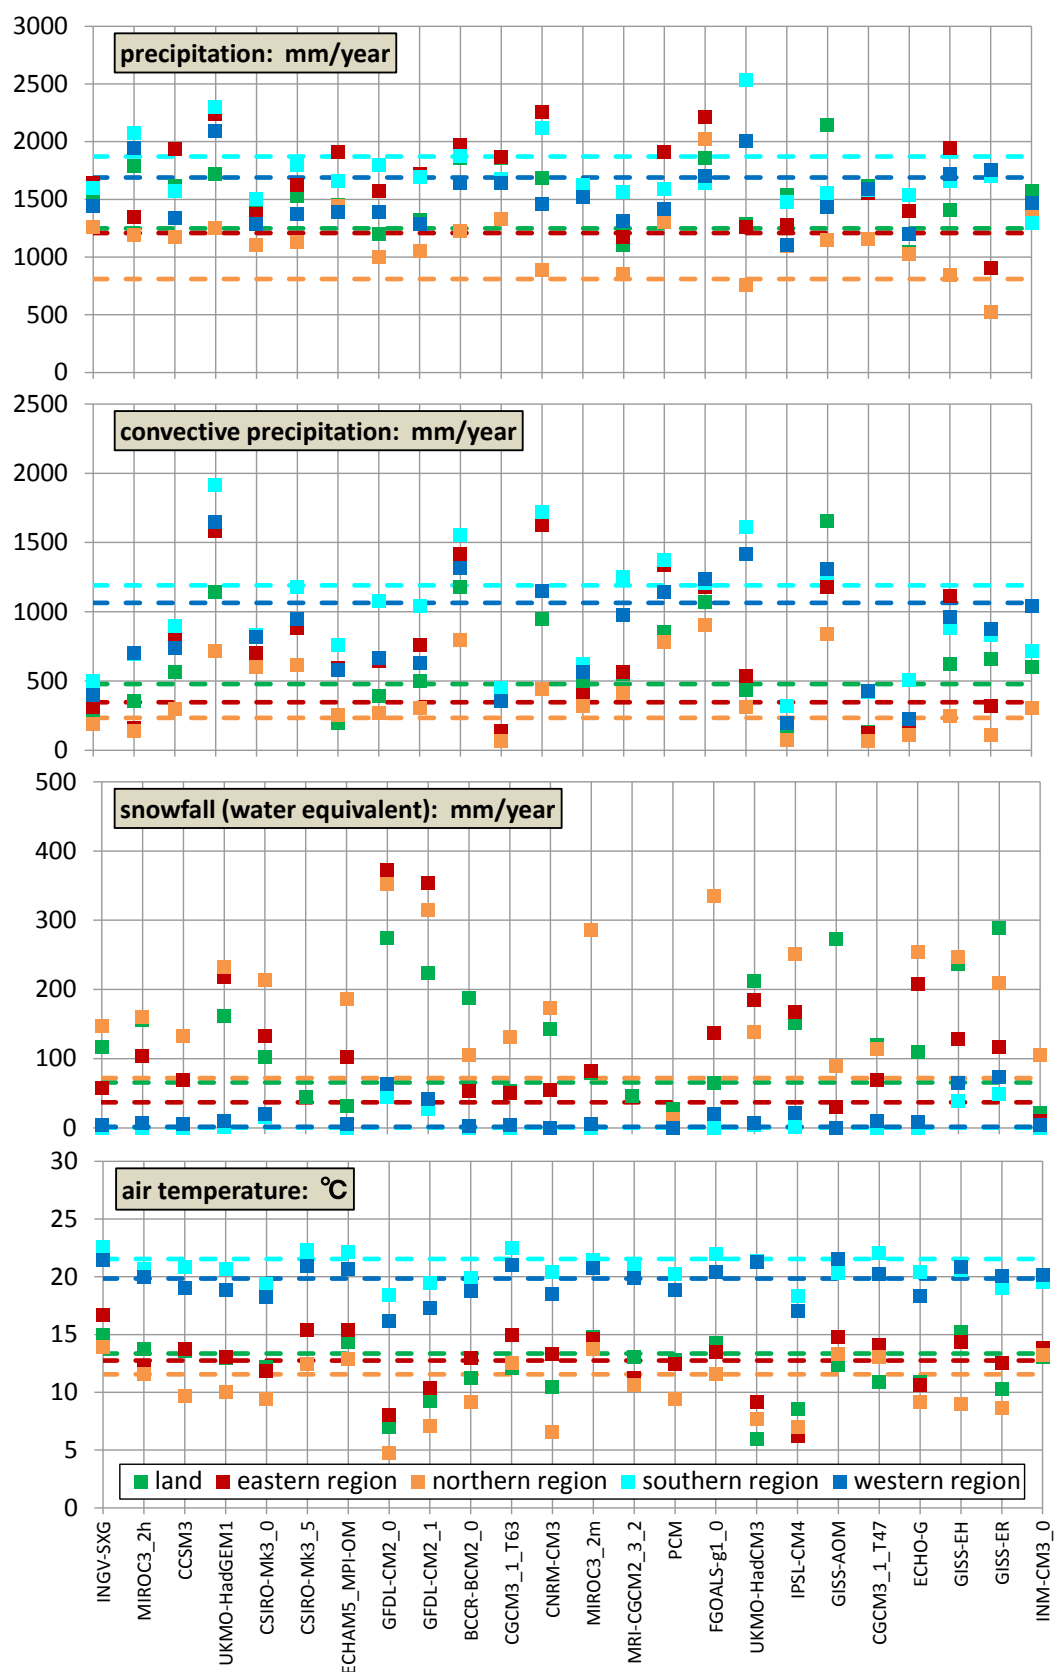 3000
precipitation: mm/year
2500
2000
1500
1000
500
0
2500
convective precipitation: mm/year
2000
1500
1000
500
0
500
snowfall (water equivalent): mm/year
400
300
200
100
0
30
air temperature: ℃
25
20
15
10
5
land eastern region northern region southern region western region
0
INGV-SXG
MIROC3_2h
CCSM3
UKMO-HadGEM1
CSIRO-Mk3_0
CSIRO-Mk3_5
ECHAM5_MPI-OM
GFDL-CM2_0
GFDL-CM2_1
BCCR-BCM2_0
CGCM3_1_T63
CNRM-CM3
MIROC3_2m
MRI-CGCM2_3_2
PCM
FGOALS-g1_0
UKMO-HadCM3
IPSL-CM4
GISS-AOM
CGCM3_1_T47
ECHO-G
GISS-EH
GISS-ER
INM-CM3_0